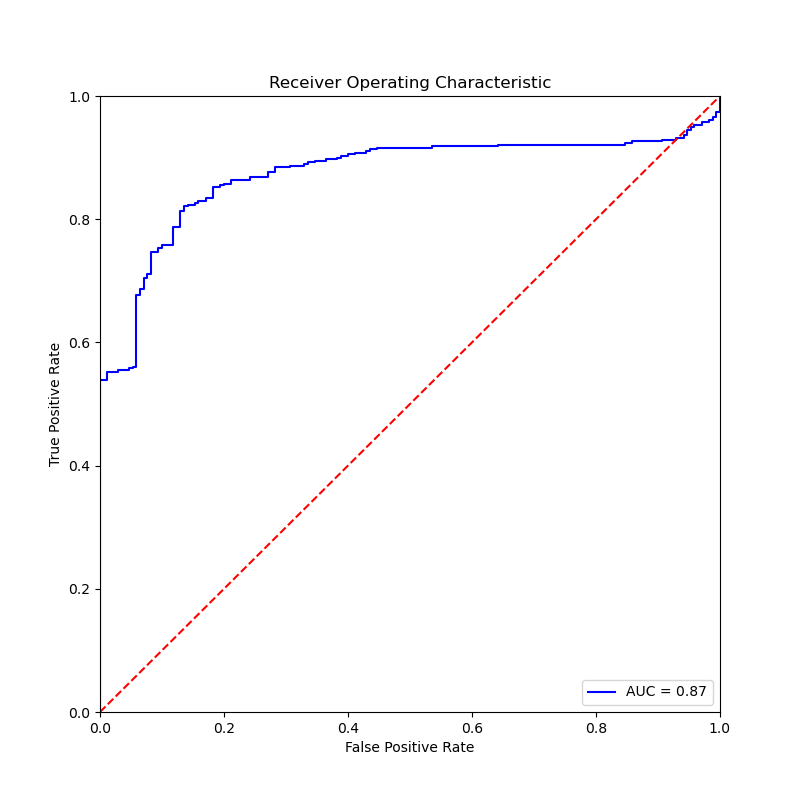 Receiver Operating Characteristic
1.0
0.8
0.6
0.4
0.2
0.0
True Positive Rate
AUC = 0.87
0.0 0.2 0.4 0.6 0.8 1.0
False Positive Rate